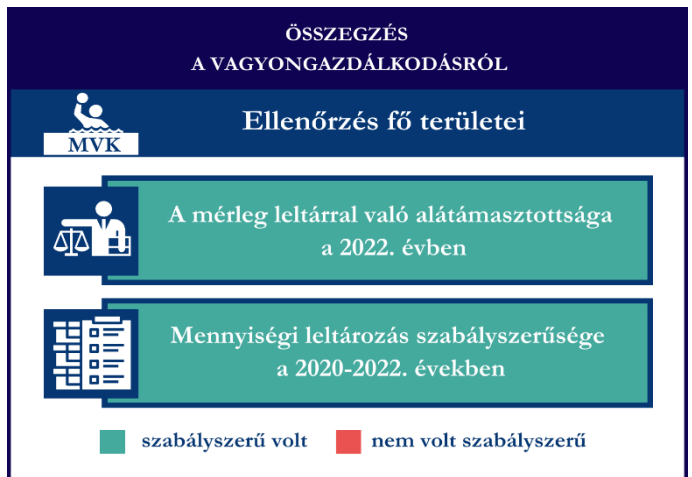 ÖSSZEGZÉS
A VAGYONGAZDÁLKODÁSRÓL
MVK
Ellenőrzés fő területei
A mérleg leltárral való alátámasztottsága
a 2022. évben
Mennyiségi leltározás szabályszerűsége
a 2020-2022. években
szabályszerű volt
nem volt szabályszerű